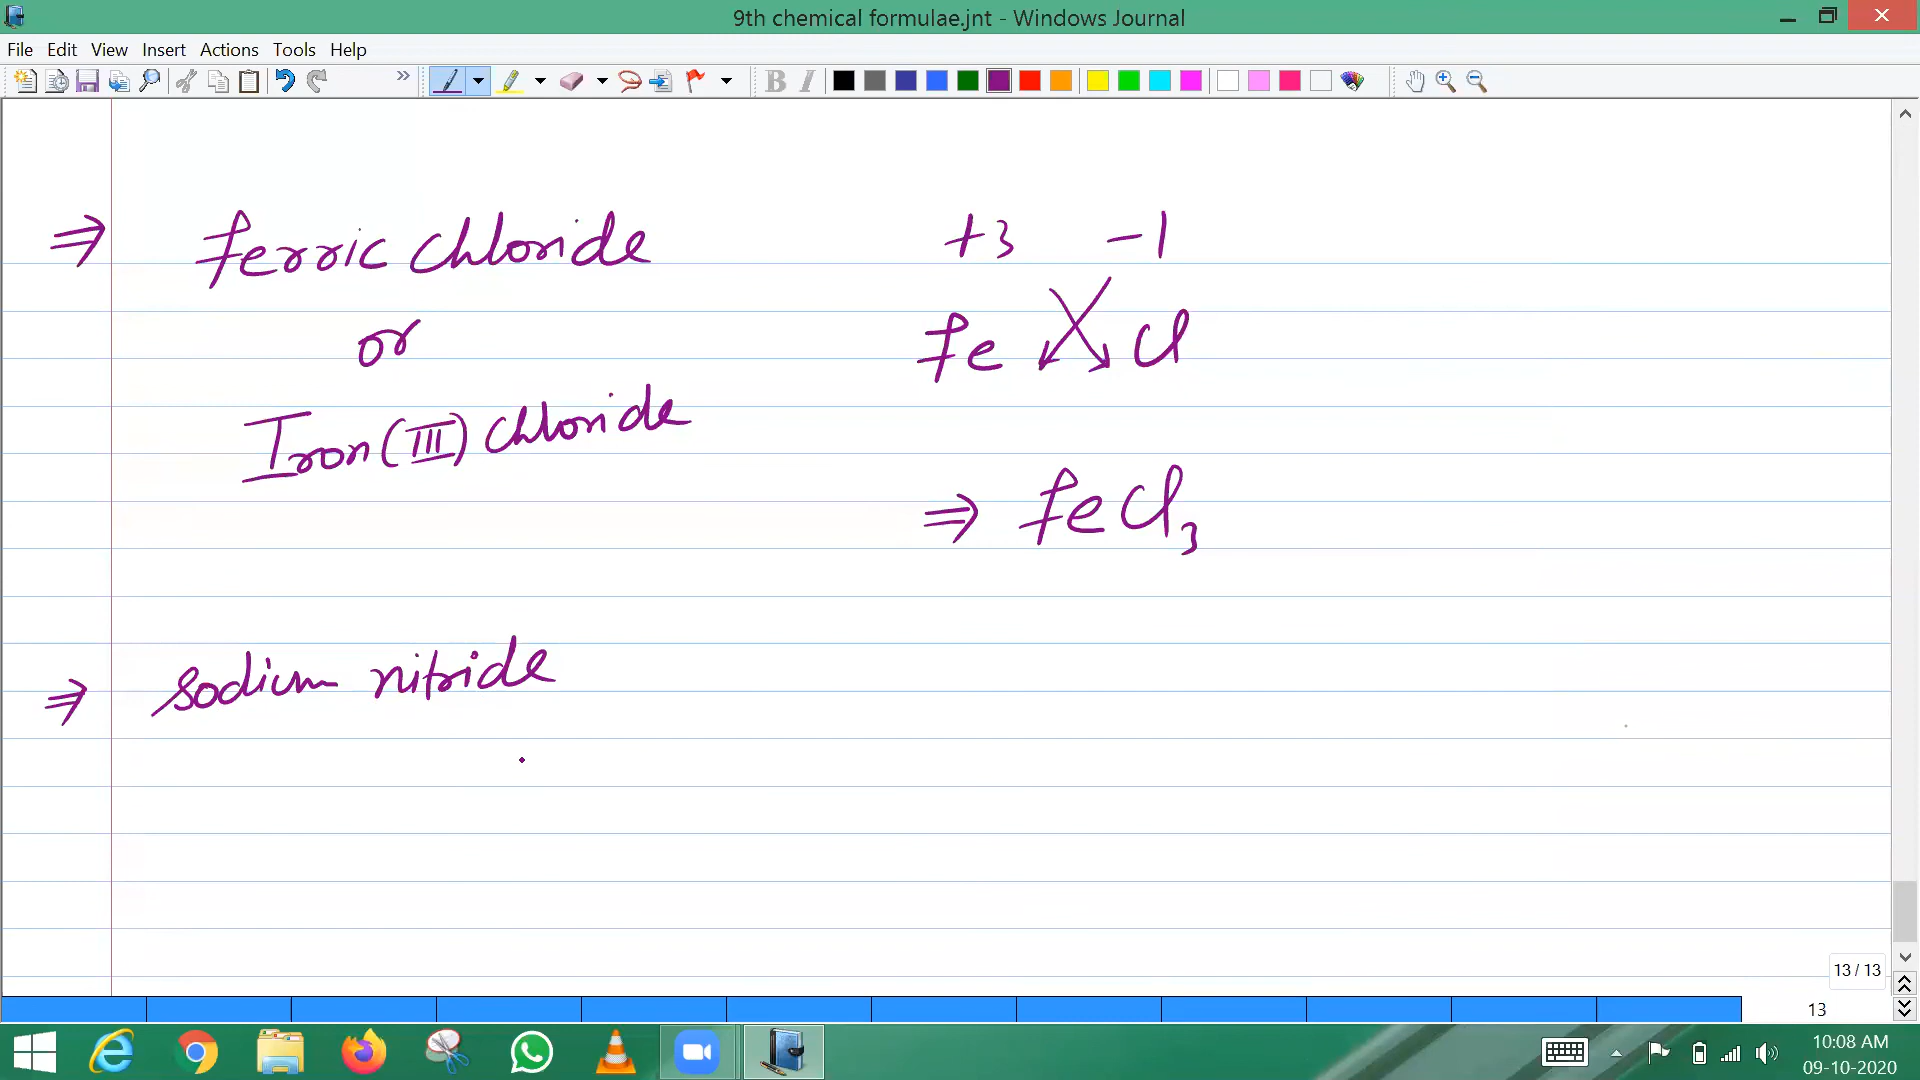 9th chemical formulae.jnt - Windows Journal
File Edit View Insert Actions Tools Help
B I
⇒ Ferric chloride +3 -1
or Fe Cl
Iron (III) chloride
⇒ FeCl₃
⇒ sodium nitride
13 / 13
13
10:08 AM
09-10-2020